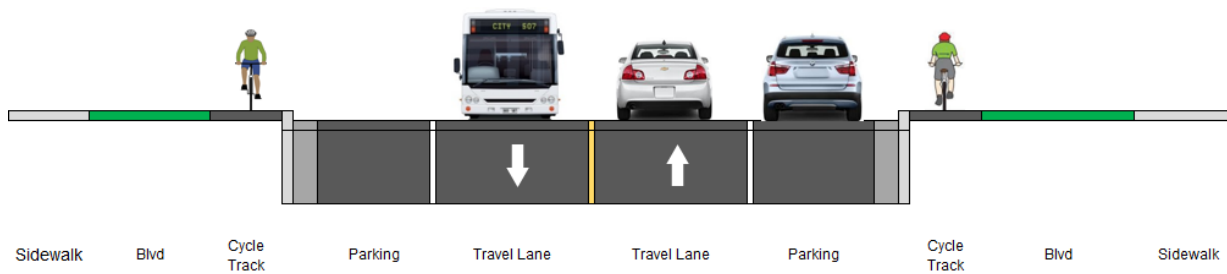 CITY 507
Sidewalk
Blvd
Cycle
Track
Parking
Travel Lane
Travel Lane
Parking
Cycle
Track
Blvd
Sidewalk